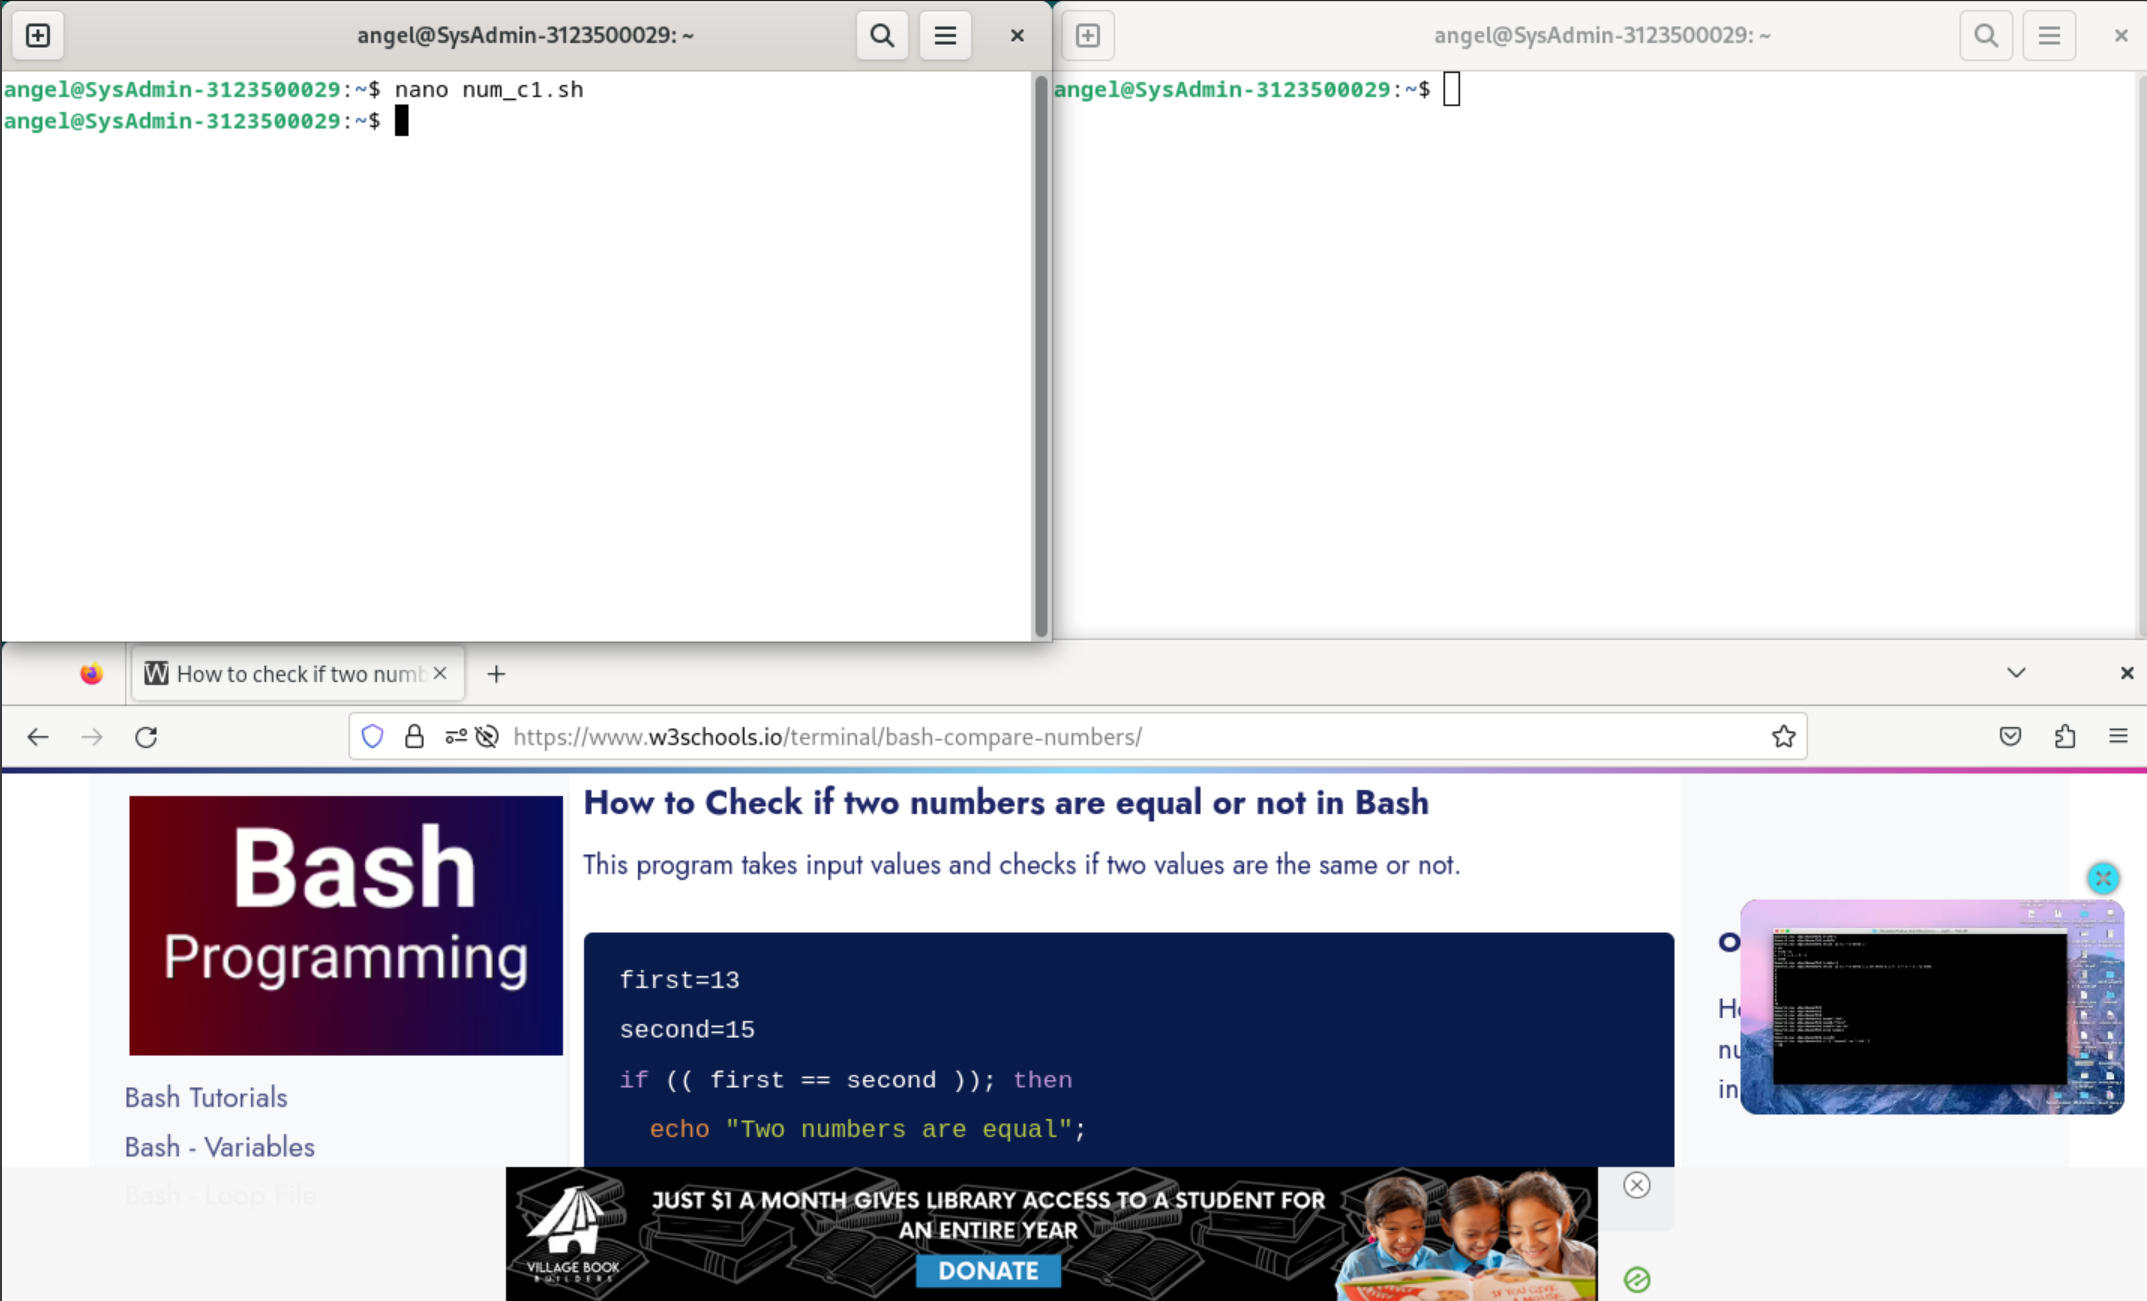 angel@SysAdmin-3123500029: ~
angel@SysAdmin-3123500029:~$ nano num_c1.sh
angel@SysAdmin-3123500029:~$
angel@SysAdmin-3123500029: ~
angel@SysAdmin-3123500029:~$
How to check if two numb
https://www.w3schools.io/terminal/bash-compare-numbers/
Bash
Programming
Bash Tutorials
Bash - Variables
Bash - Loop File
How to Check if two numbers are equal or not in Bash
This program takes input values and checks if two values are the same or not.
first=13
second=15
if (( first == second )); then
echo "Two numbers are equal";
in
JUST $1 A MONTH GIVES LIBRARY ACCESS TO A STUDENT FOR
AN ENTIRE YEAR
DONATE
VILLAGE BOOK
BUILDERS
IF YOU GIVE
A MOUSE